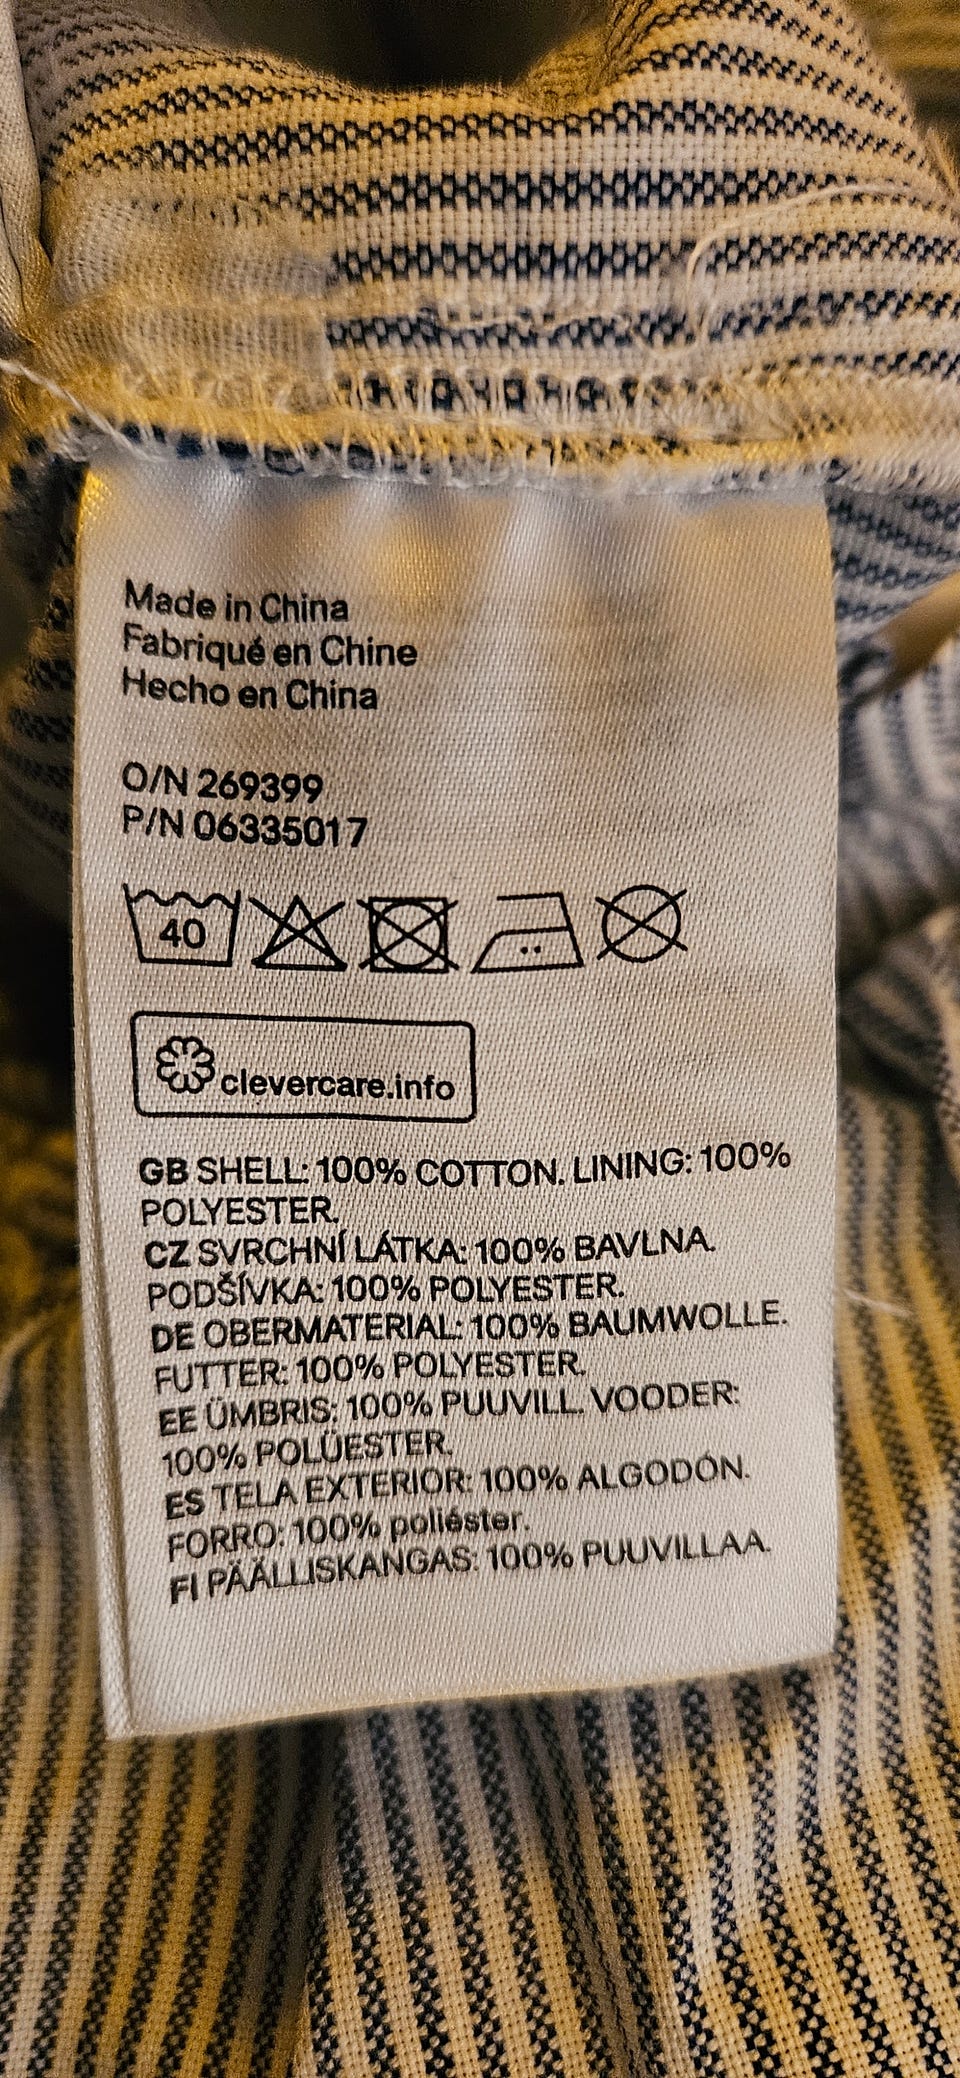 Made in China
Fabriqué en Chine
Hecho en China
O/N 269399
P/N 06335017
40
clevercare.info
GB SHELL: 100% COTTON. LINING: 100%
POLYESTER.
CZ SVRCHNÍ LÁTKA: 100% BAVLNA.
PODŠÍVKA: 100% POLYESTER.
DE OBERMATERIAL: 100% BAUMWOLLE.
FUTTER: 100% POLYESTER.
EE ÜMBRIS: 100% PUUVILL. VOODER:
100% POLÜESTER.
ES TELA EXTERIOR: 100% ALGODÓN.
FORRO: 100% poliéster.
FI PÄÄLLISKANGAS: 100% PUUVILLAA.